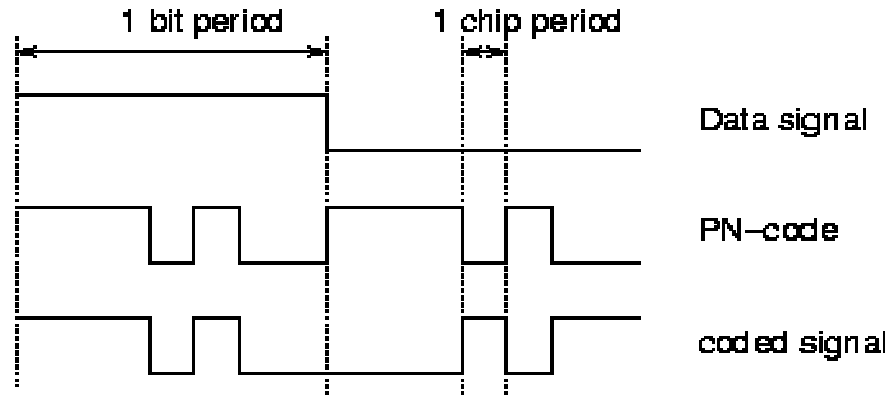 1 bit period
1 chip period
Data signal
PN-code
coded signal